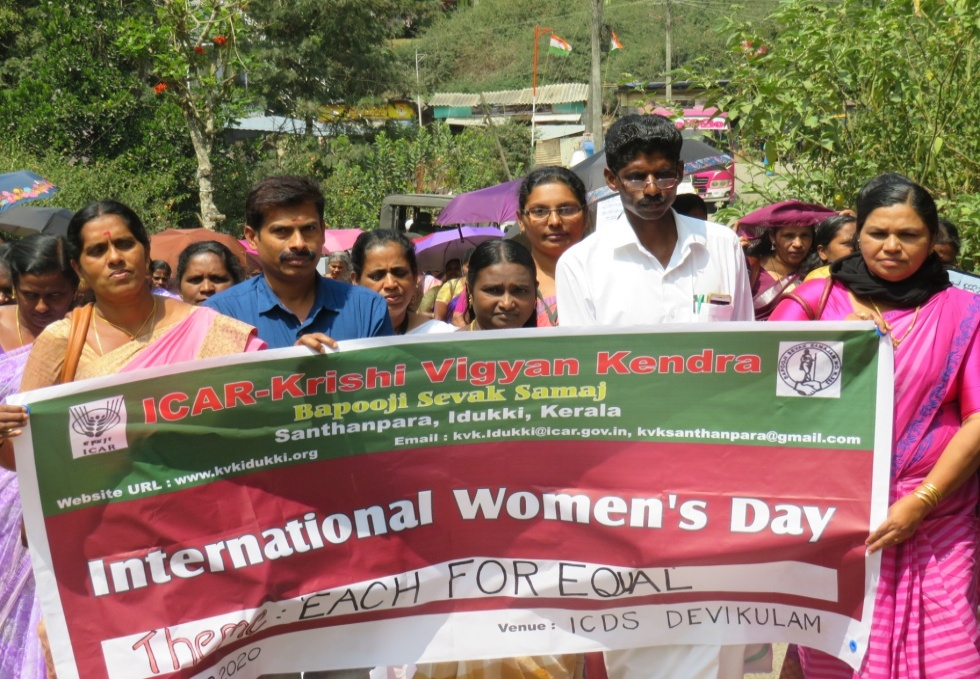 ICAR-Krishi Vigyan Kendra
Bapooji Sevak Samaj
Santhanpara, Idukki, Kerala
Email : kvk.Idukki@icar.gov.in, kvksanthanpara@gmail.com
ICAR
Website URL : www.kvkidukki.org
International Women's Day
Theme : EACH FOR EQUAL
Venue : ICDS DEVIKULAM
2020